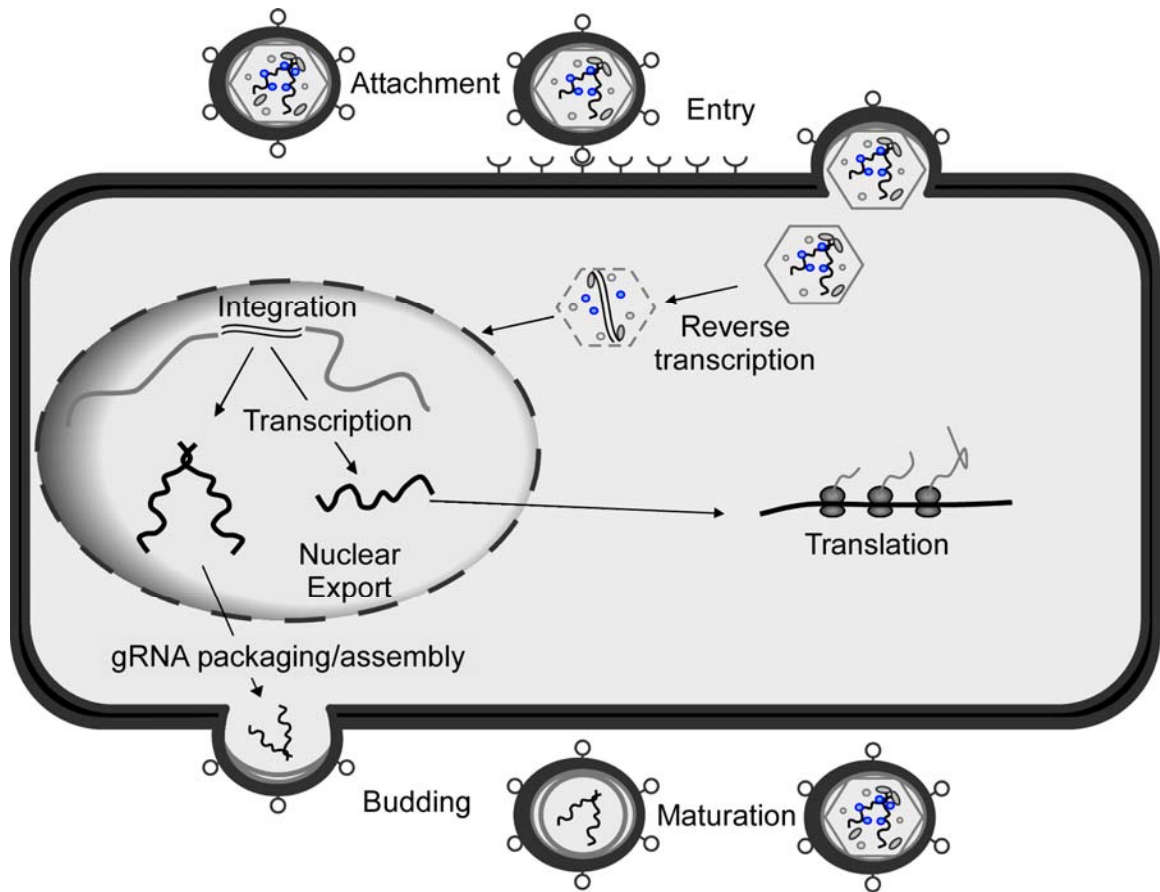 Attachment
Entry
Reverse
transcription
Integration
Transcription
Nuclear
Export
Translation
gRNA packaging/assembly
Budding
Maturation